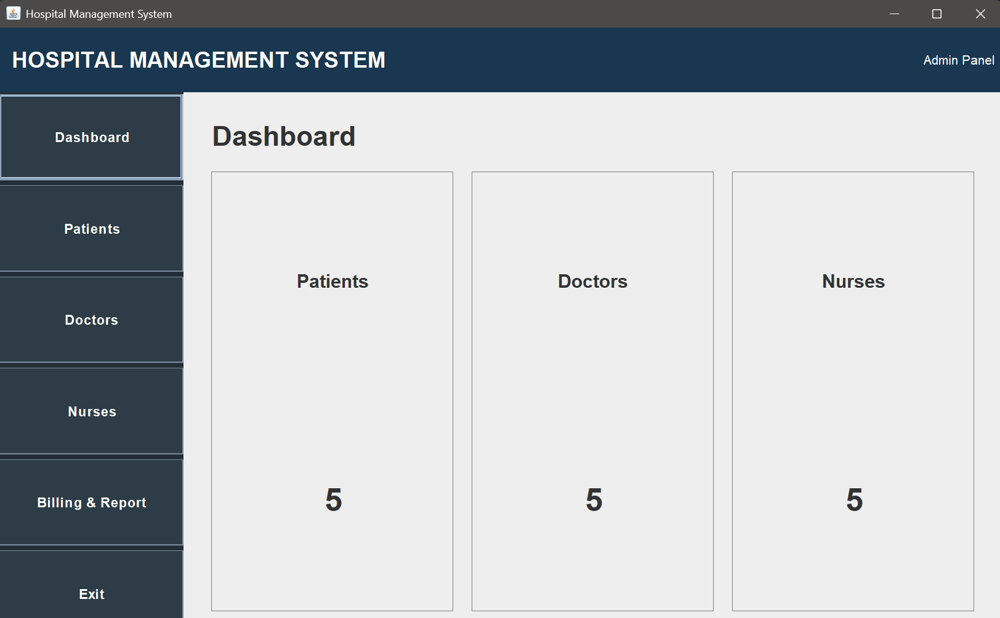 Hospital Management System
HOSPITAL MANAGEMENT SYSTEM
Admin Panel
Dashboard
Patients
Doctors
Nurses
Billing & Report
Exit
Dashboard
Patients
5
Doctors
5
Nurses
5